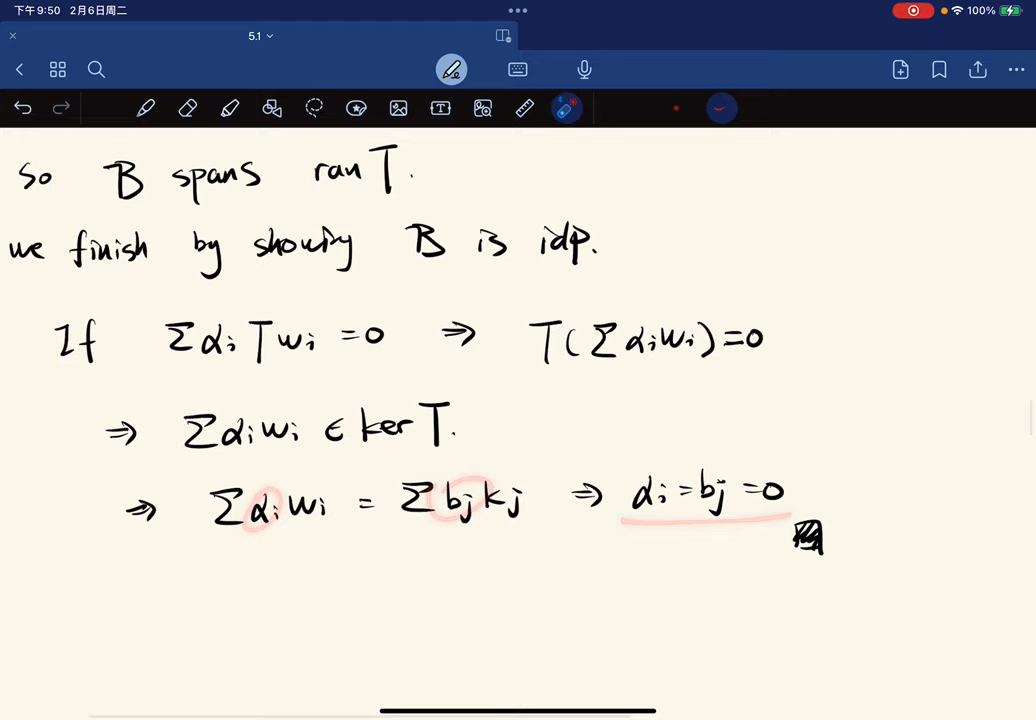 下午9:50 2月6日周二
100%
5.1
so B spans ran T.
we finish by showing B is idp.
If Σαi T wi = 0 ⇒ T(Σαiwi) = 0
⇒ Σαiwi ∈ ker T.
⇒ Σαiwi = Σbjkj ⇒ αi = bj = 0